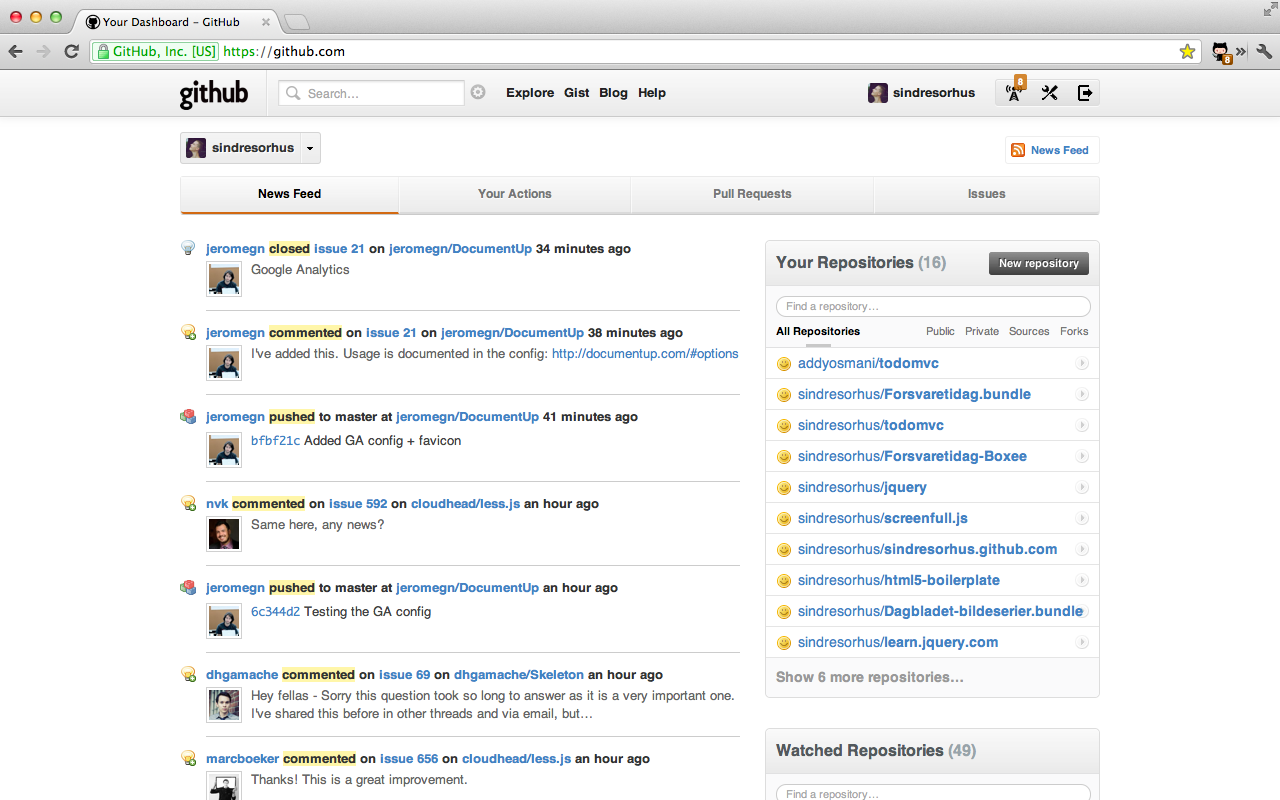 Your Dashboard – GitHub
GitHub, Inc. [US] https://github.com
8
github
Search...
Explore Gist Blog Help
sindresorhus
8
sindresorhus
News Feed
News Feed Your Actions Pull Requests Issues
jeromegn closed issue 21 on jeromegn/DocumentUp 34 minutes ago
Google Analytics
jeromegn commented on issue 21 on jeromegn/DocumentUp 38 minutes ago
I've added this. Usage is documented in the config: http://documentup.com/#options
jeromegn pushed to master at jeromegn/DocumentUp 41 minutes ago
bfbf21c Added GA config + favicon
nvk commented on issue 592 on cloudhead/less.js an hour ago
Same here, any news?
jeromegn pushed to master at jeromegn/DocumentUp an hour ago
6c344d2 Testing the GA config
dhgamache commented on issue 69 on dhgamache/Skeleton an hour ago
Hey fellas - Sorry this question took so long to answer as it is a very important one.
I've shared this before in other threads and via email, but…
marcboeker commented on issue 656 on cloudhead/less.js an hour ago
Thanks! This is a great improvement.
Your Repositories (16)
New repository
Find a repository…
All Repositories Public Private Sources Forks
addyosmani/todomvc
sindresorhus/Forsvaretidag.bundle
sindresorhus/todomvc
sindresorhus/Forsvaretidag-Boxee
sindresorhus/jquery
sindresorhus/screenfull.js
sindresorhus/sindresorhus.github.com
sindresorhus/html5-boilerplate
sindresorhus/Dagbladet-bildeserier.bundle
sindresorhus/learn.jquery.com
Show 6 more repositories…
Watched Repositories (49)
Find a repository…